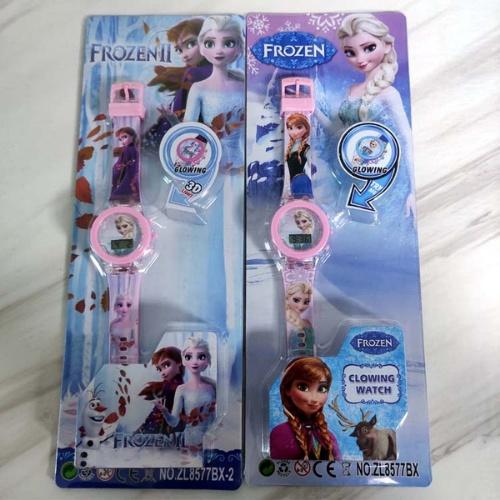 FROZEN II
GLOWING
3D
FROZEN II
NO.ZL8577BX-2
FROZEN
GLOWING
FROZEN
CLOWING
WATCH
NO.ZL8577BX